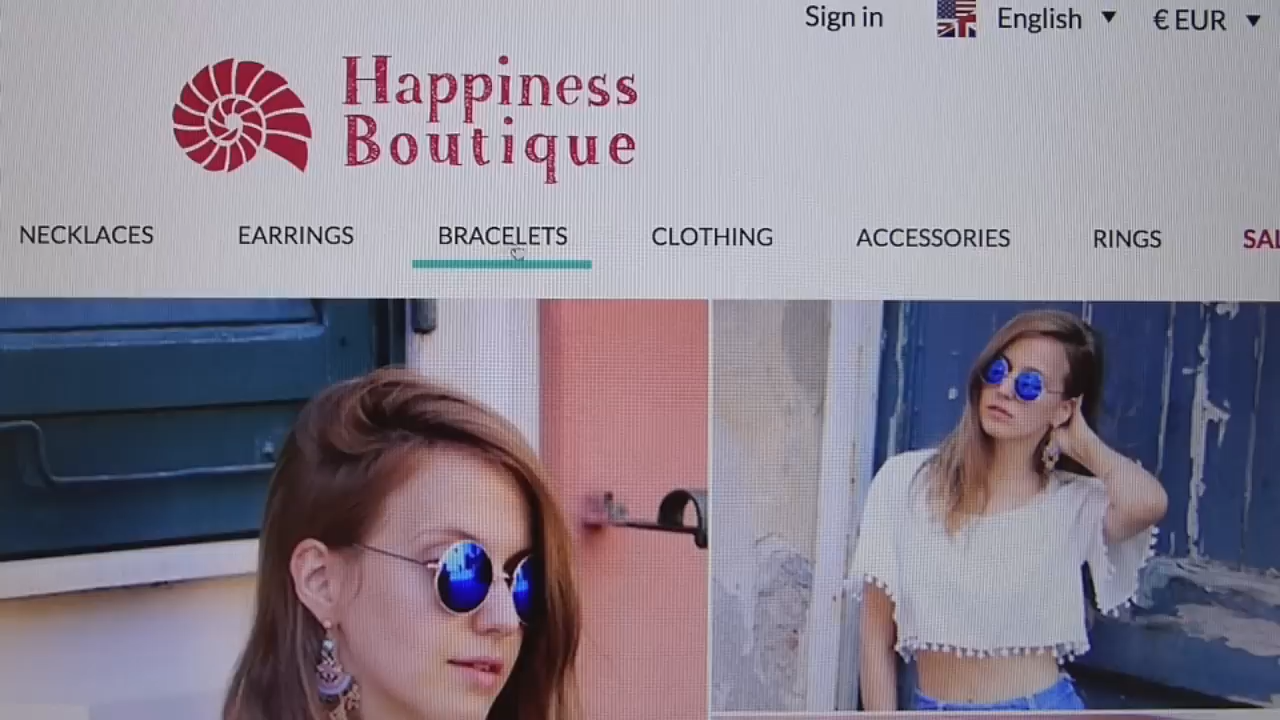 Sign in English € EUR
Happiness
Boutique
NECKLACES EARRINGS BRACELETS CLOTHING ACCESSORIES RINGS